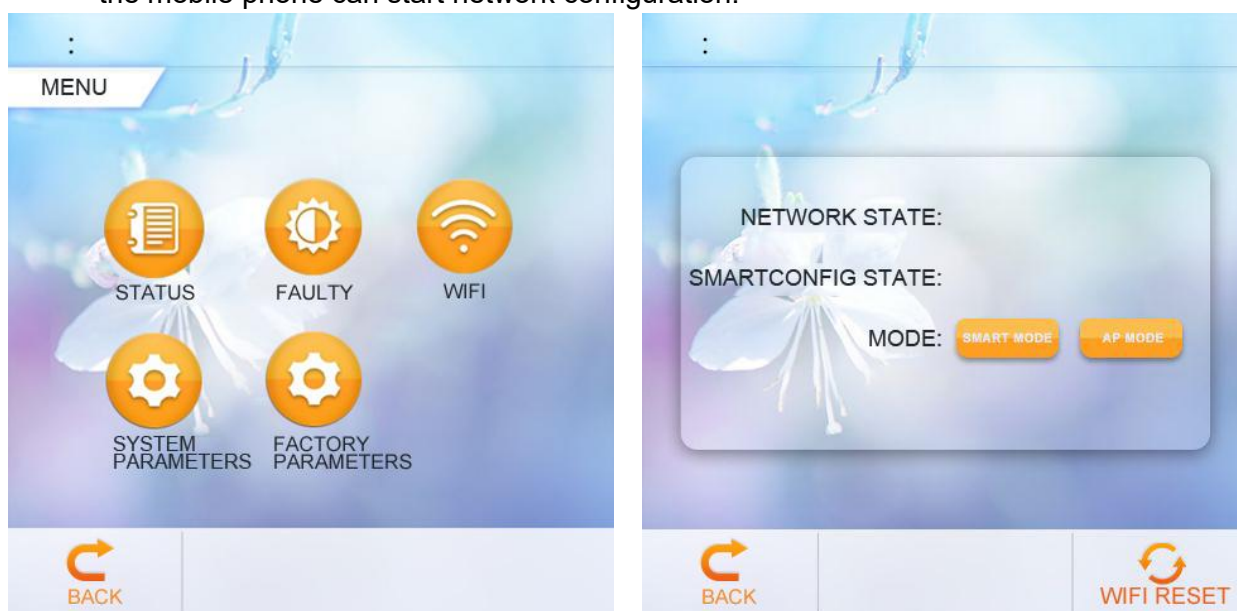 the mobile phone can start network configuration.
:
MENU
STATUS
FAULTY
WIFI
SYSTEM
PARAMETERS
FACTORY
PARAMETERS
BACK
:
NETWORK STATE:
SMARTCONFIG STATE:
MODE:
SMART MODE
AP MODE
BACK
WIFI RESET